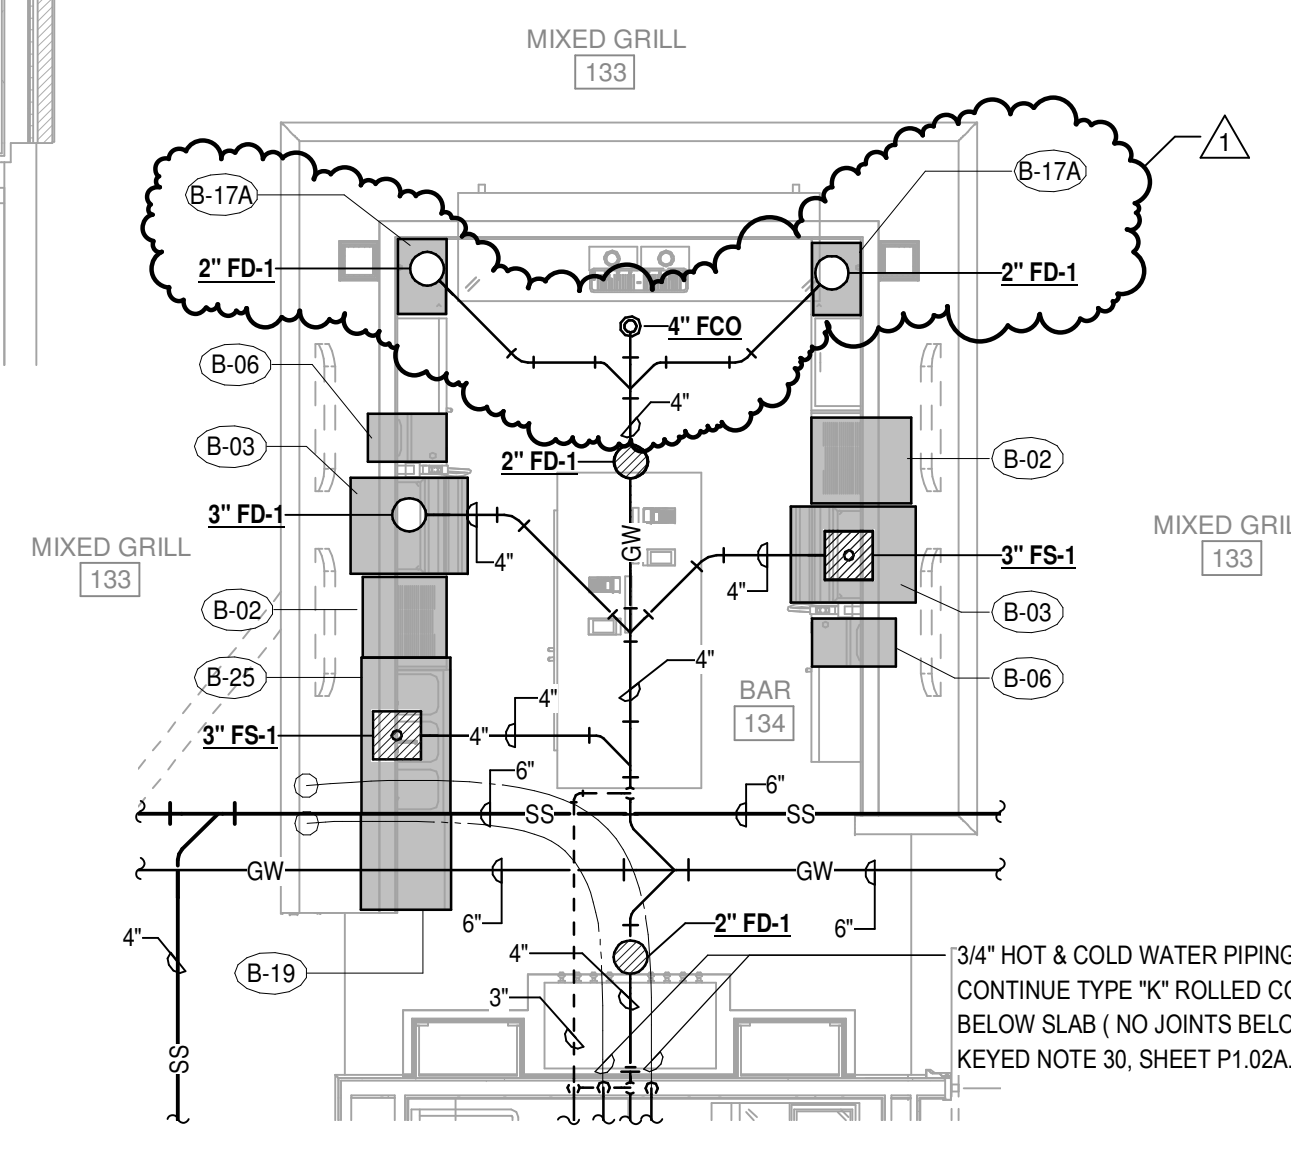 MIXED GRILL
133
1
B-17A
B-17A
2" FD-1
2" FD-1
4" FCO
B-06
4"
B-03
2" FD-1
B-02
3" FD-1
GW
MIXED GRILL
133
4"
4"
3" FS-1
MIXED GRIL
133
B-02
B-03
B-25
4"
B-06
BAR
134
4"
3" FS-1
4"
6"
6"
SS
SS
GW
GW
6"
6"
2" FD-1
4"
4"
B-19
3"
SS
3/4" HOT & COLD WATER PIPING
CONTINUE TYPE "K" ROLLED CO
BELOW SLAB ( NO JOINTS BELO
KEYED NOTE 30, SHEET P1.02A.